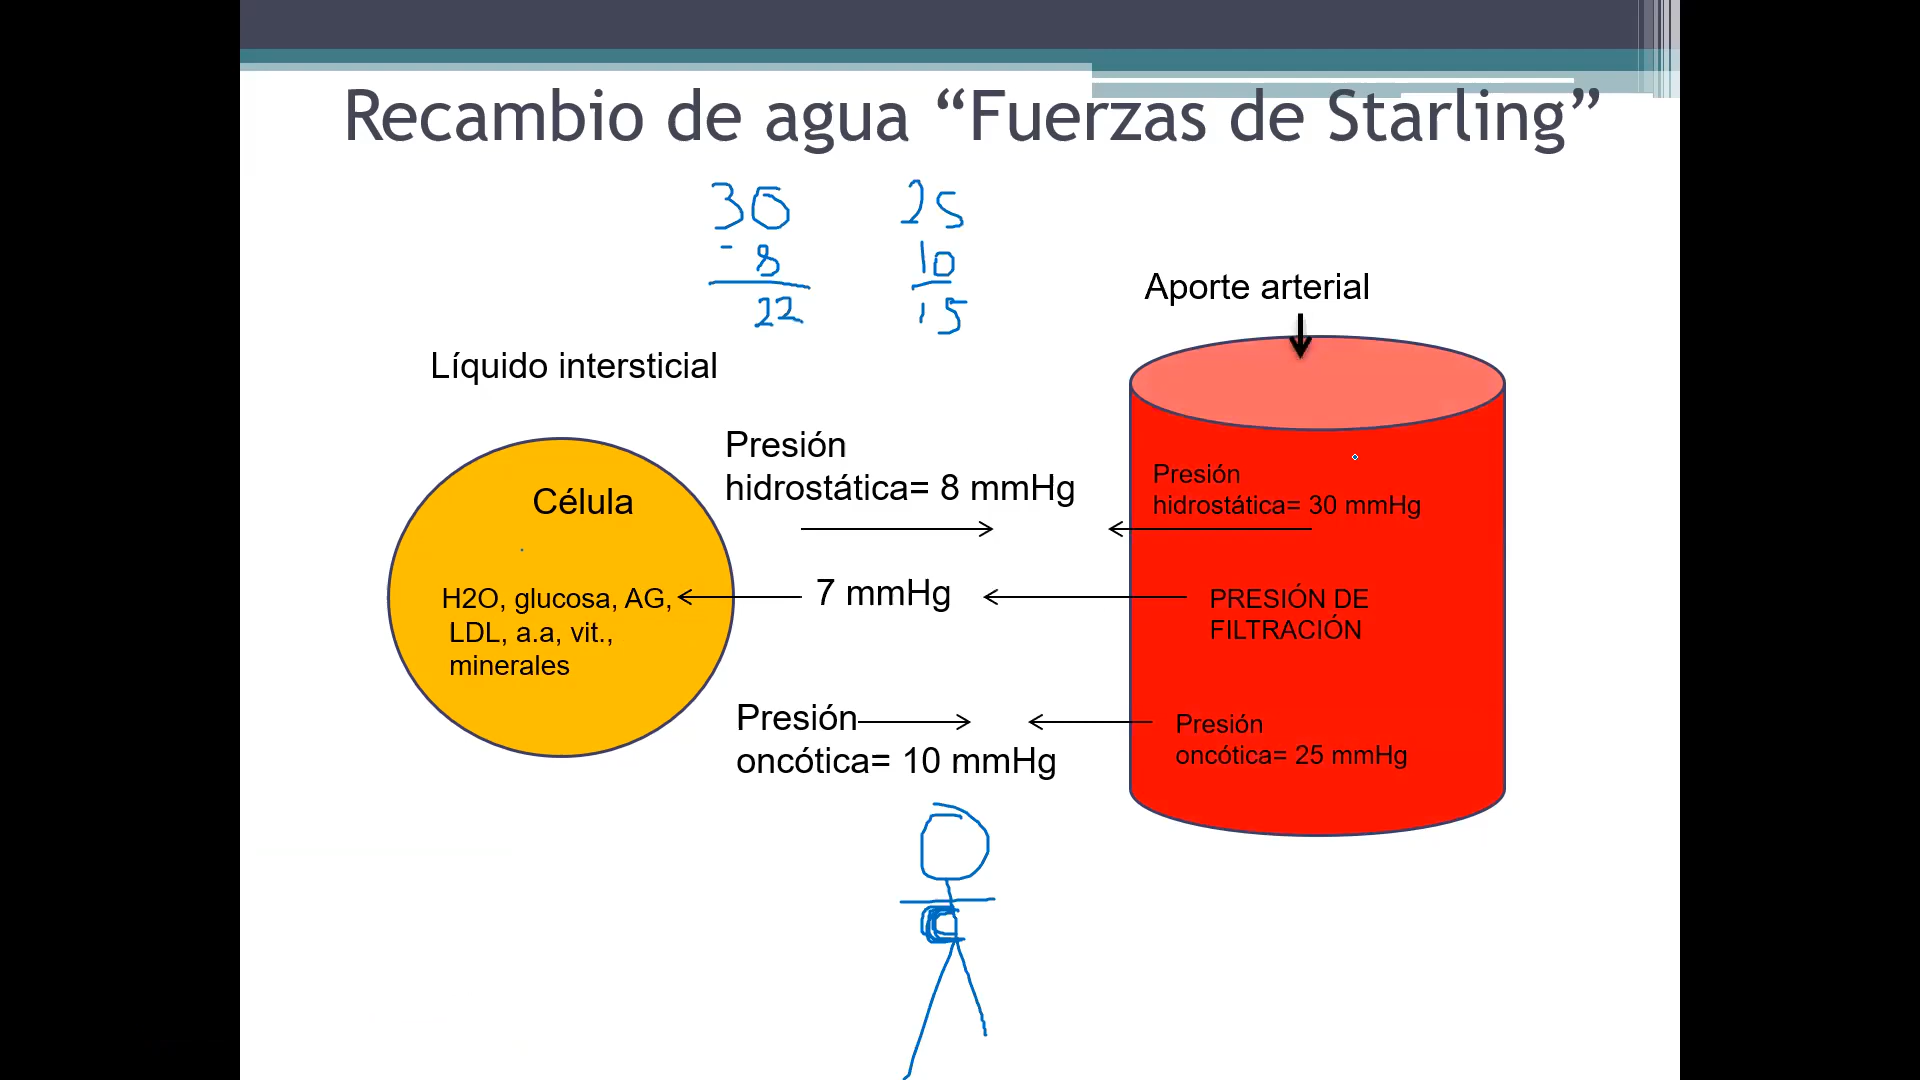 Recambio de agua “Fuerzas de Starling”
30 25
- 8 10
22 15
Aporte arterial
Líquido intersticial
Presión
hidrostática= 8 mmHg
Presión
hidrostática= 30 mmHg
Célula
H2O, glucosa, AG,
LDL, a.a, vit.,
minerales
7 mmHg
PRESIÓN DE
FILTRACIÓN
Presión
oncótica= 10 mmHg
Presión
oncótica= 25 mmHg